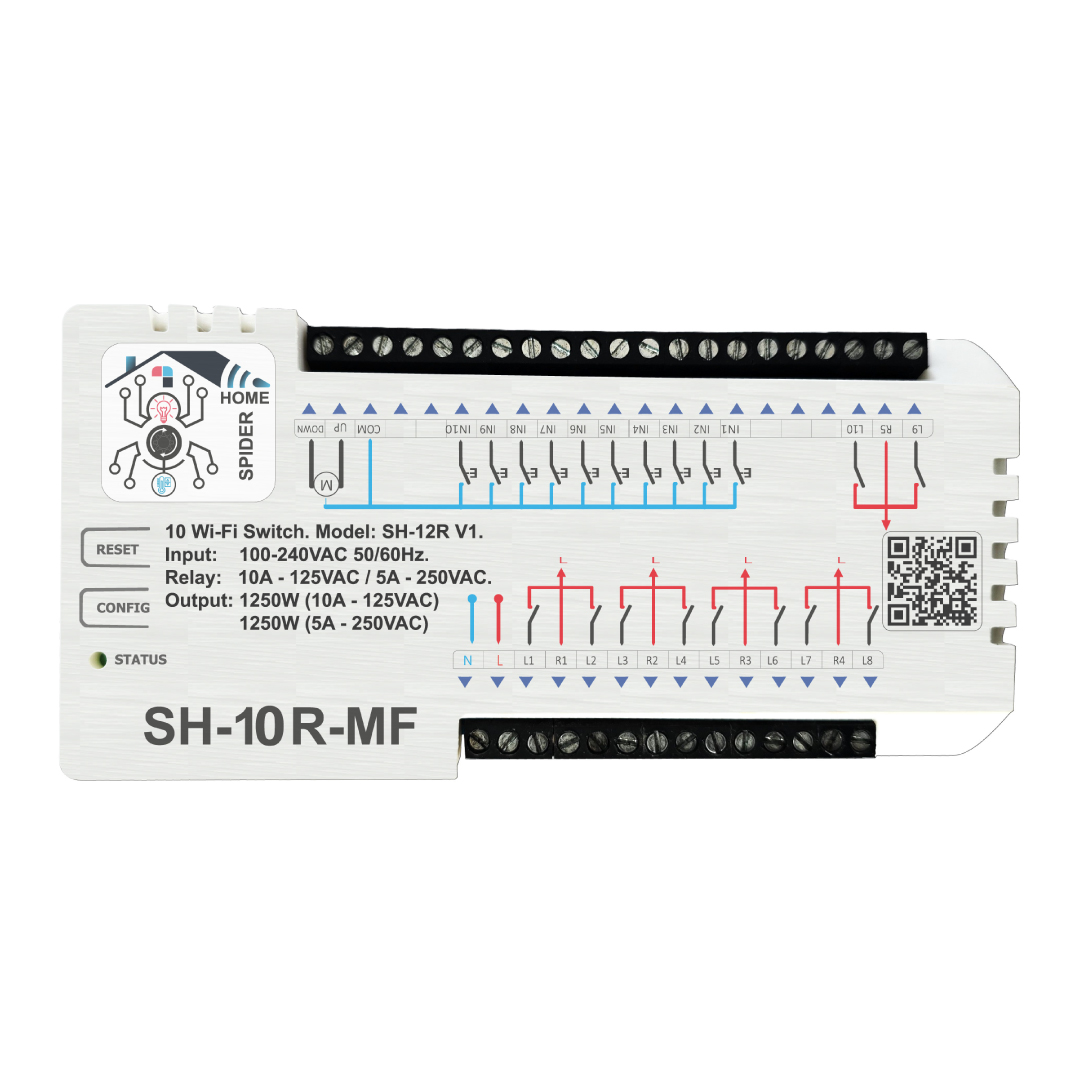 HOME
SPIDER
DOWN UP COM IN10 IN9 IN8 IN7 IN6 IN5 IN4 IN3 IN2 IN1 L10 R5 L9
M
E E E E E E E E E E
10 Wi-Fi Switch. Model: SH-12R V1.
Input: 100-240VAC 50/60Hz.
Relay: 10A - 125VAC / 5A - 250VAC.
Output: 1250W (10A - 125VAC)
1250W (5A - 250VAC)
RESET
CONFIG
STATUS
L L L L
N L L1 R1 L2 L3 R2 L4 L5 R3 L6 L7 R4 L8
SH-10R-MF